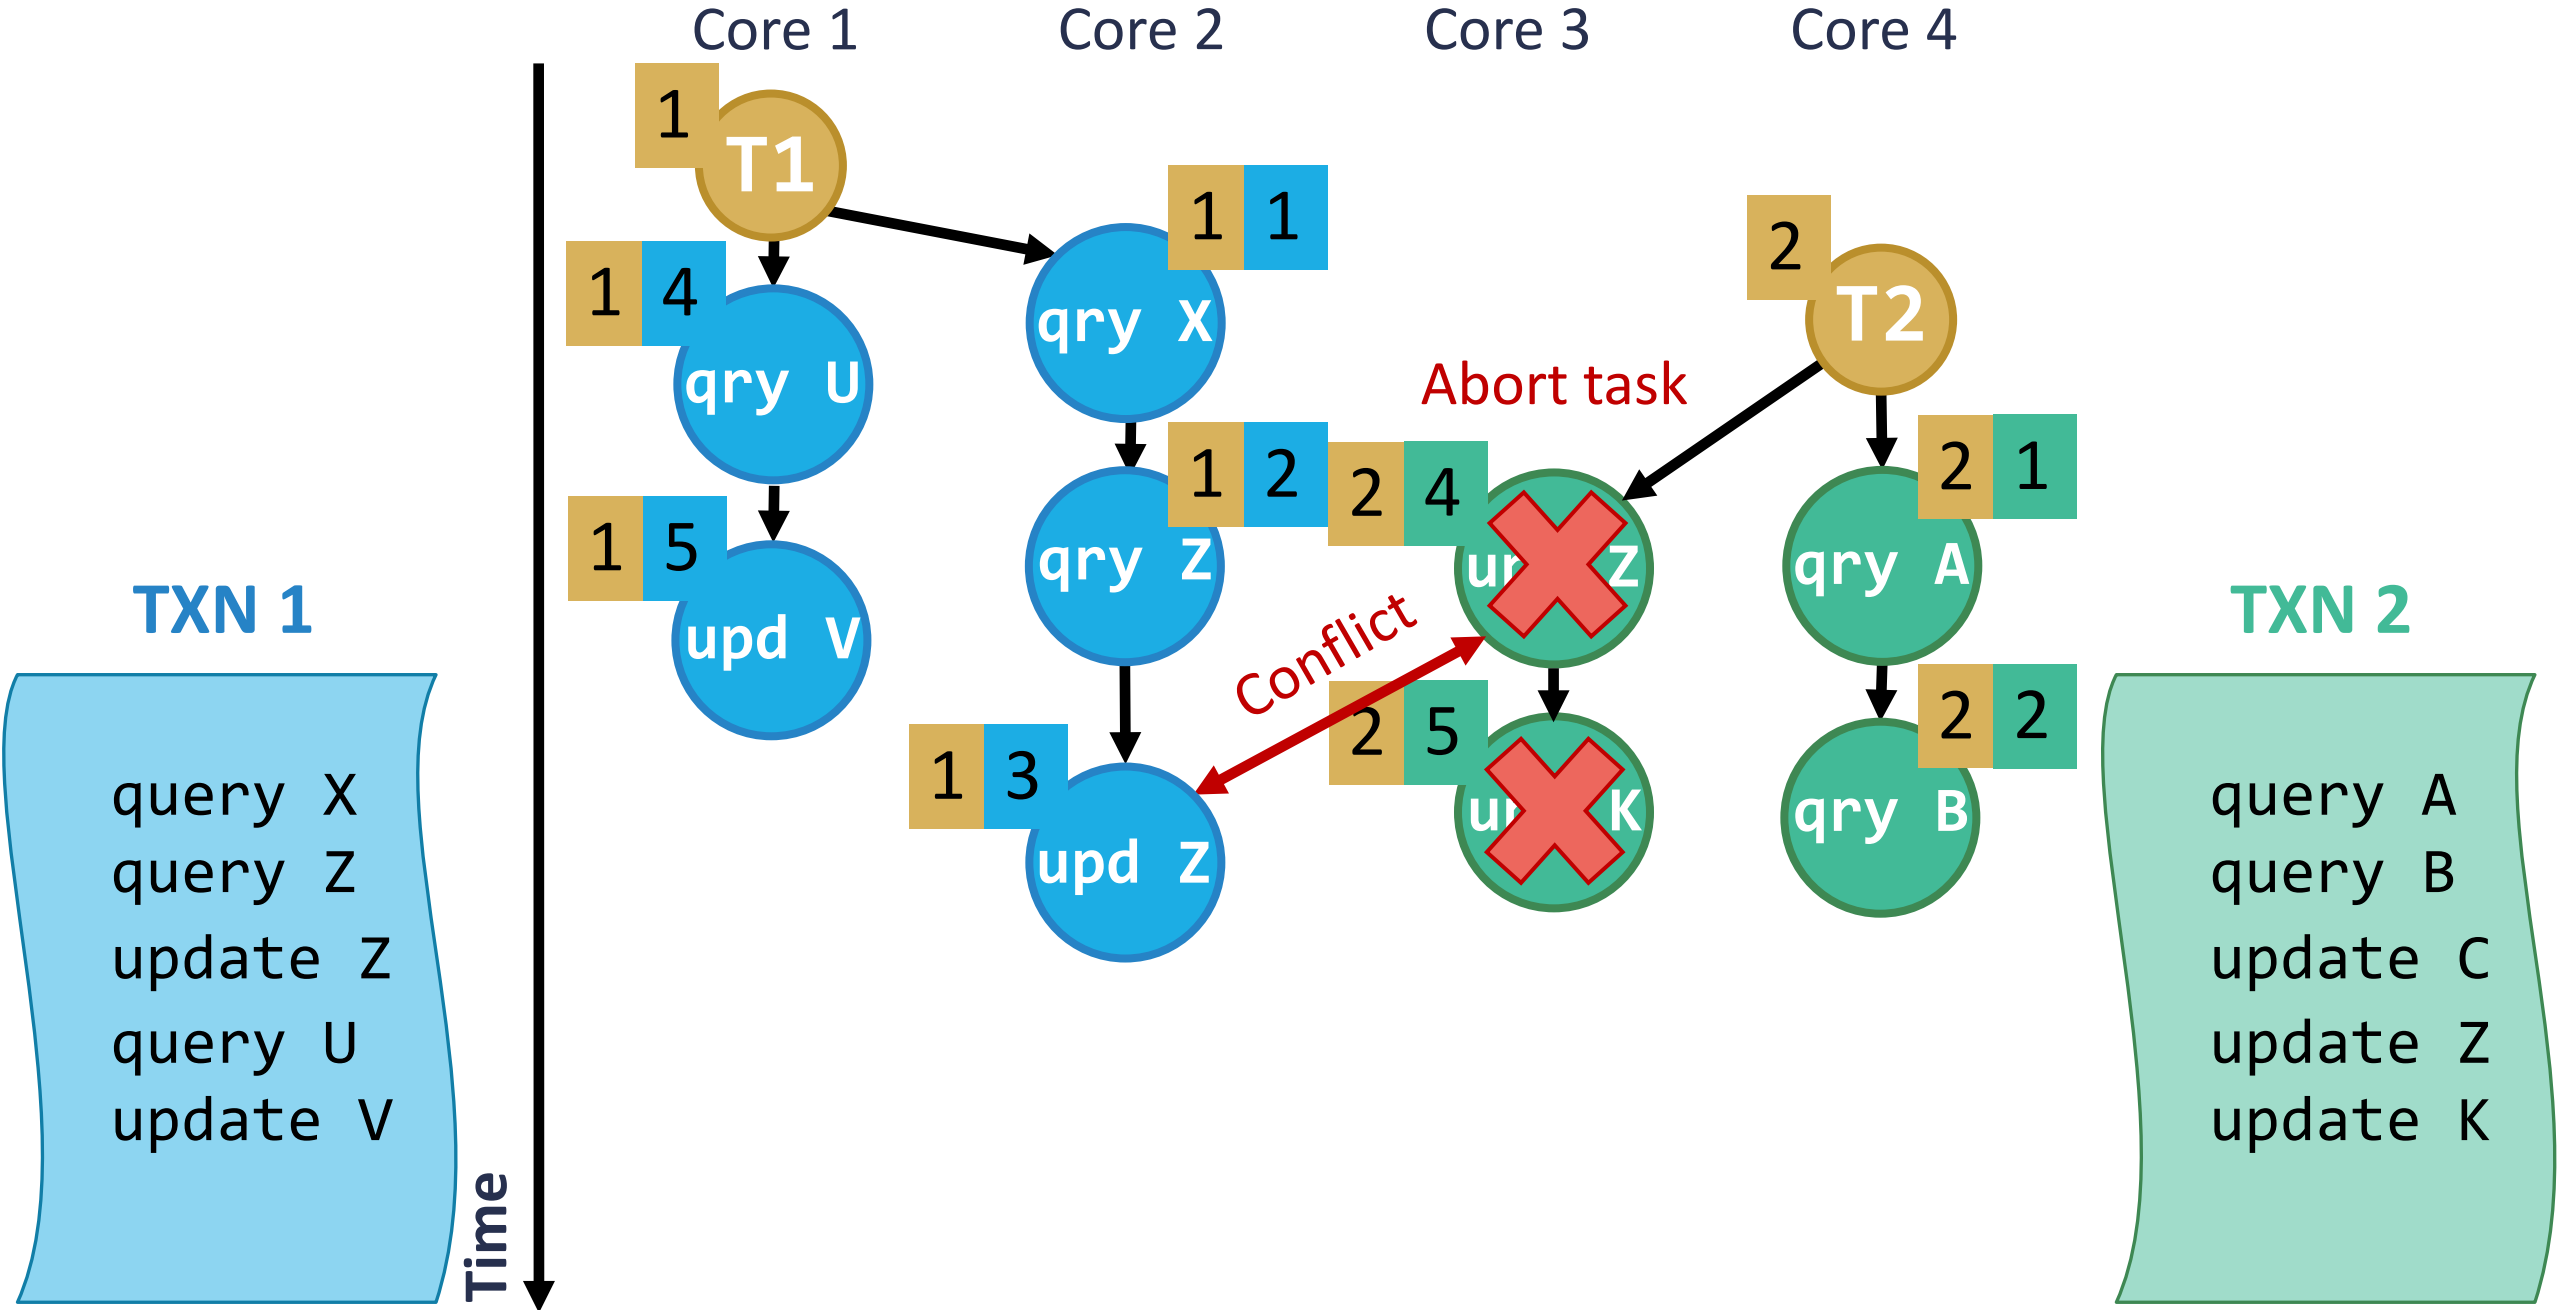 Core 1
Core 2
Core 3
Core 4
1
T1
1 1
2
T2
1 4
qry X
qry U
Abort task
1 2
2 4
2 1
1 5
qry Z
Z
qry A
upd V
Conflict
1 3
2 5
2 2
upd Z
K
qry B
TXN 1
query X
query Z
update Z
query U
update V
Time
TXN 2
query A
query B
update C
update Z
update K